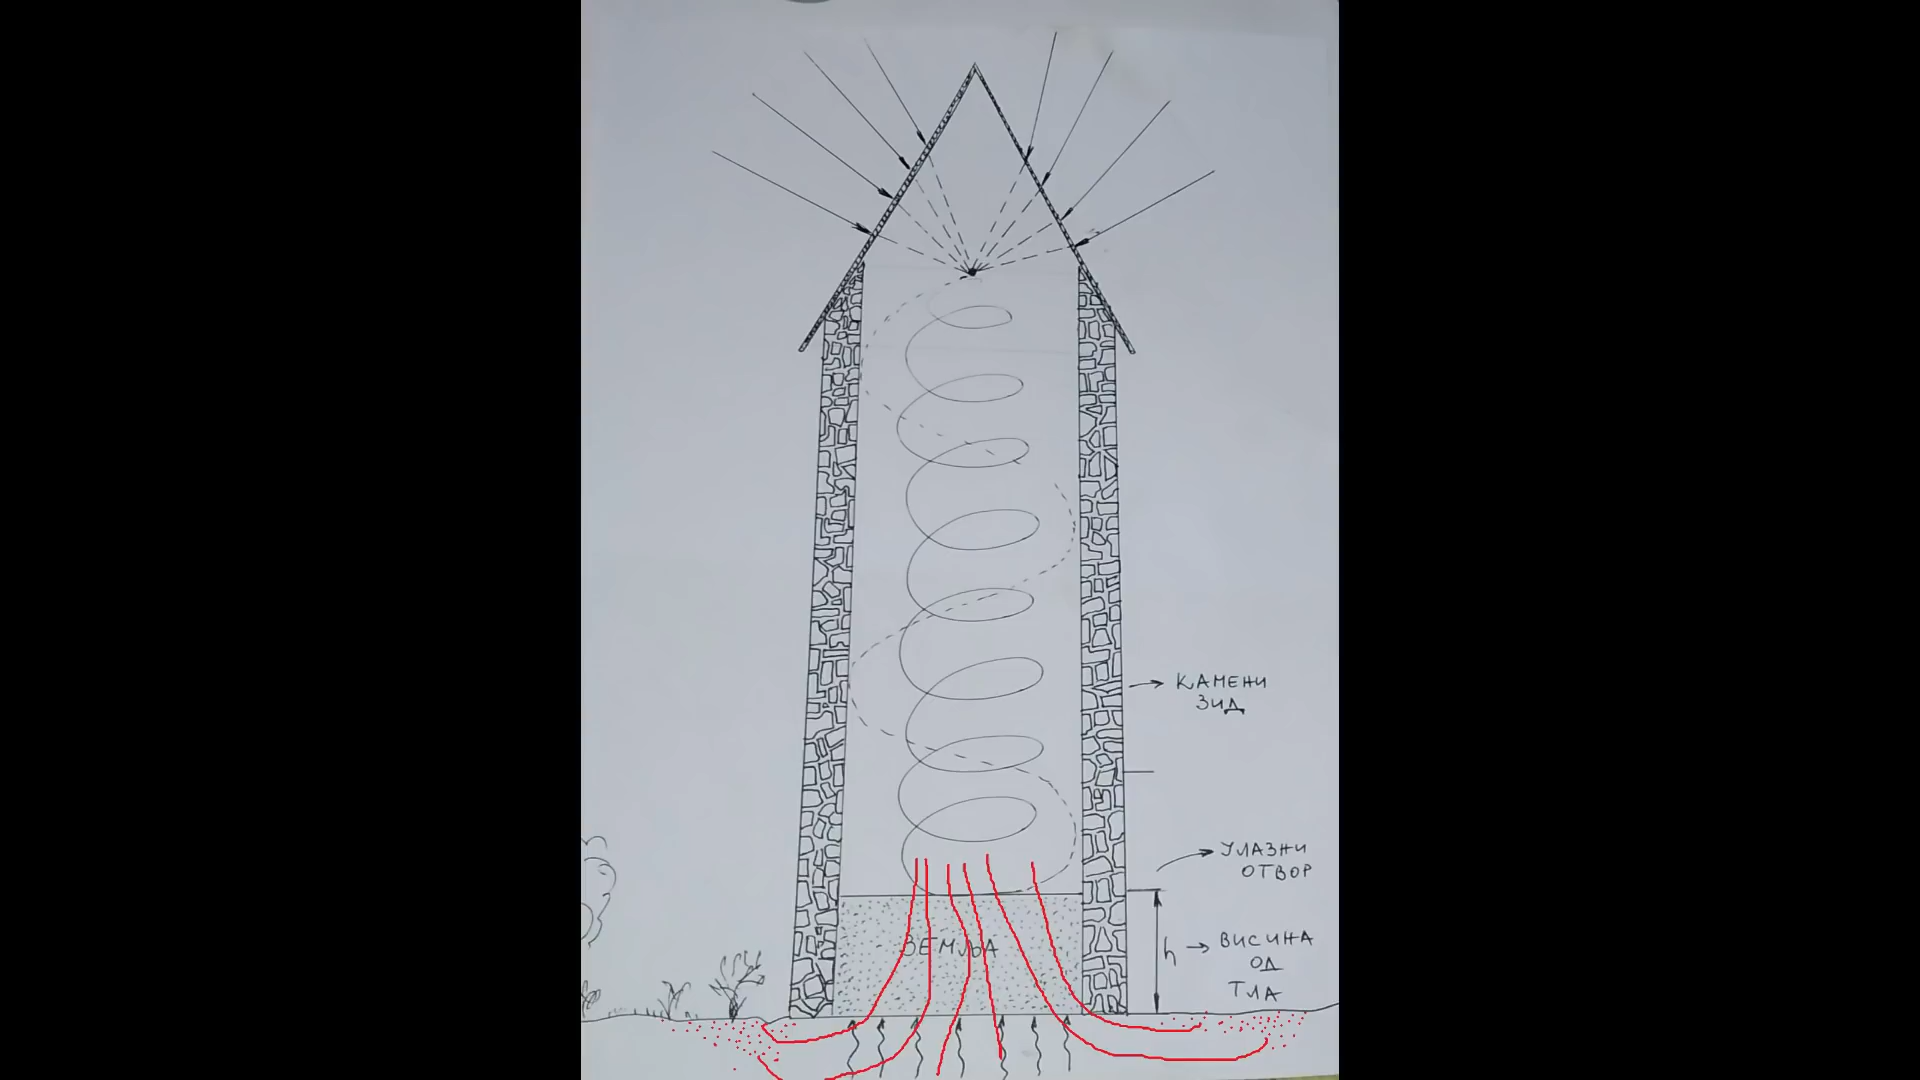 КАМЕНИ
ЗИД
УЛАЗНИ
ОТВОР
ЗЕМЉА
h → ВИСИНА
ОД
ТЛА